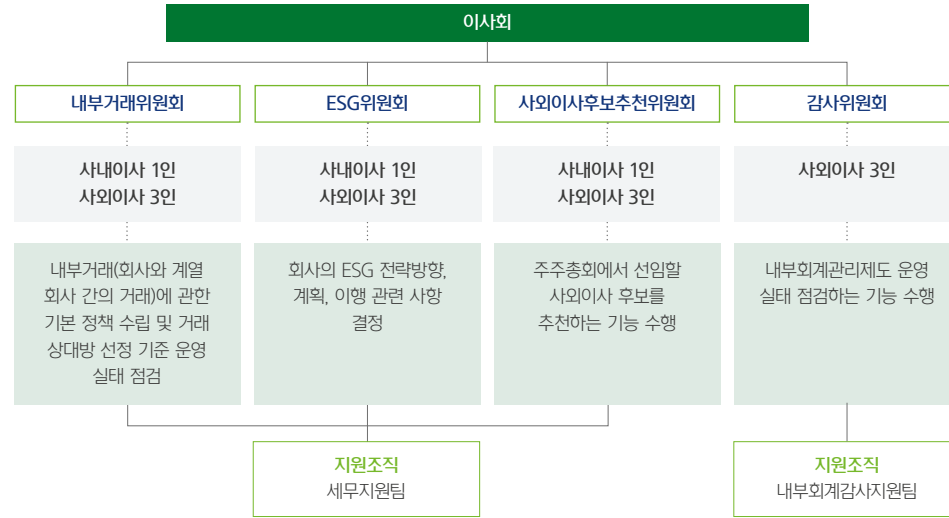 이사회
내부거래위원회
사내이사 1인
사외이사 3인
내부거래(회사와 계열
회사 간의 거래)에 관한
기본 정책 수립 및 거래
상대방 선정 기준 운영
실태 점검
ESG위원회
사내이사 1인
사외이사 3인
회사의 ESG 전략방향,
계획, 이행 관련 사항
결정
사외이사후보추천위원회
사내이사 1인
사외이사 3인
주주총회에서 선임할
사외이사 후보를
추천하는 기능 수행
지원조직
세무지원팀
감사위원회
사외이사 3인
내부회계관리제도 운영
실태 점검하는 기능 수행
지원조직
내부회계감사지원팀